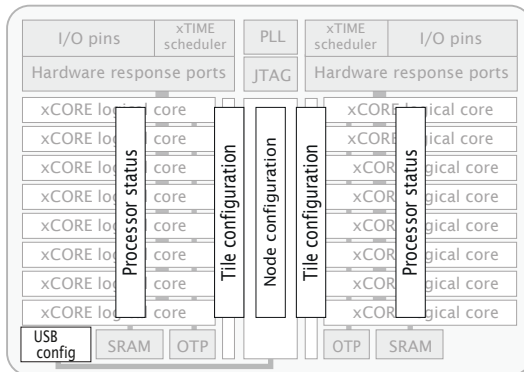 I/O pins
xTIME
scheduler
PLL
xTIME
scheduler
I/O pins
Hardware response ports
JTAG
Hardware response ports
xCORE logical core
xCORE logical core
xCORE logical core
xCORE logical core
xCORE logical core
xCORE logical core
xCORE logical core
xCORE logical core
Processor status
Tile configuration
Node configuration
Tile configuration
Processor status
xCORE logical core
xCORE logical core
xCORE logical core
xCORE logical core
xCORE logical core
xCORE logical core
xCORE logical core
xCORE logical core
USB
config
SRAM
OTP
OTP
SRAM